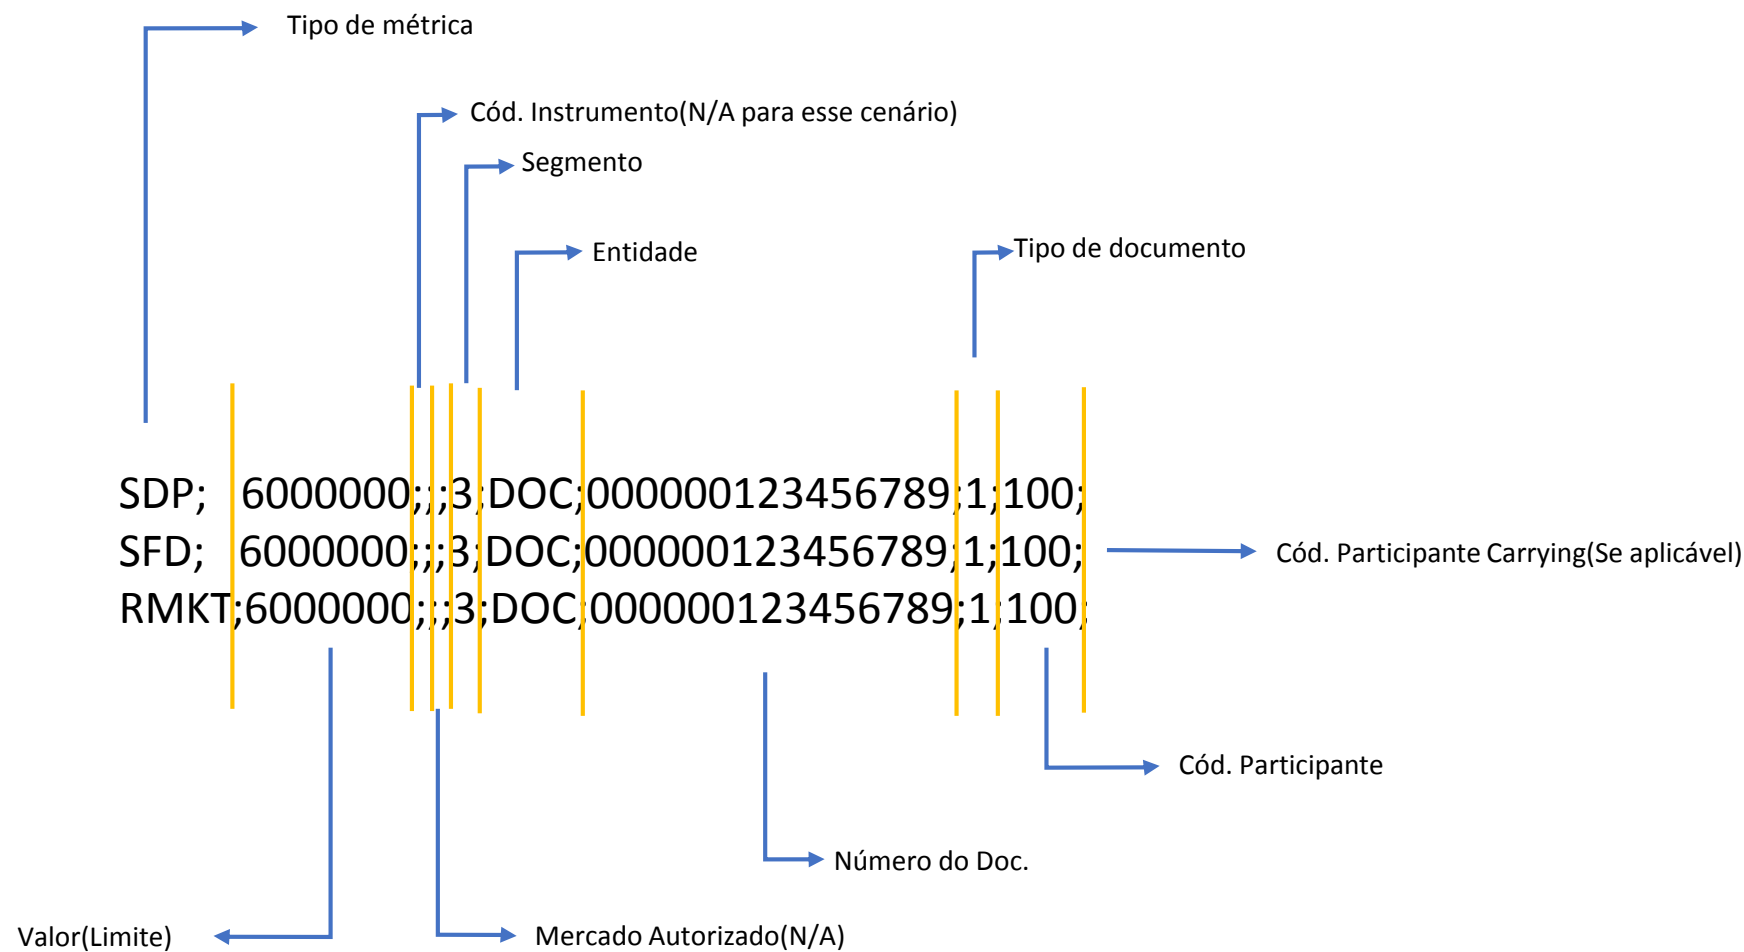 Tipo de métrica
Cód. Instrumento(N/A para esse cenário)
Segmento
Entidade
Tipo de documento
SDP; 6000000;;;3;DOC;000000123456789;1;100;
SFD; 6000000;;;3;DOC;000000123456789;1;100;
RMKT;6000000;;;3;DOC;000000123456789;1;100;
Cód. Participante Carrying(Se aplicável)
Cód. Participante
Número do Doc.
Valor(Limite)
Mercado Autorizado(N/A)